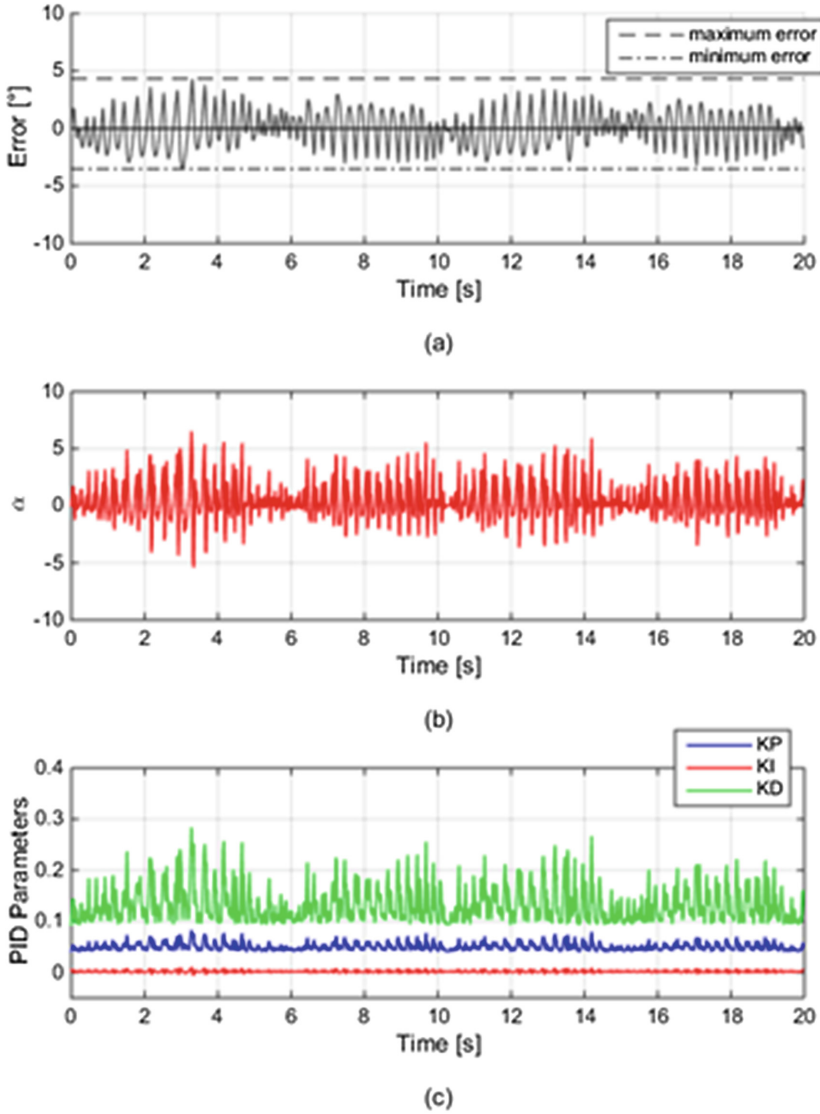 10
maximum error
minimum error
5
0
-5
-10
Error [°]
0 2 4 6 8 10 12 14 16 18 20
Time [s]
(a)
10
5
0
-5
-10
α
0 2 4 6 8 10 12 14 16 18 20
Time [s]
(b)
KP
KI
KD
0.4
0.3
0.2
0.1
0
PID Parameters
0 2 4 6 8 10 12 14 16 18 20
Time [s]
(c)